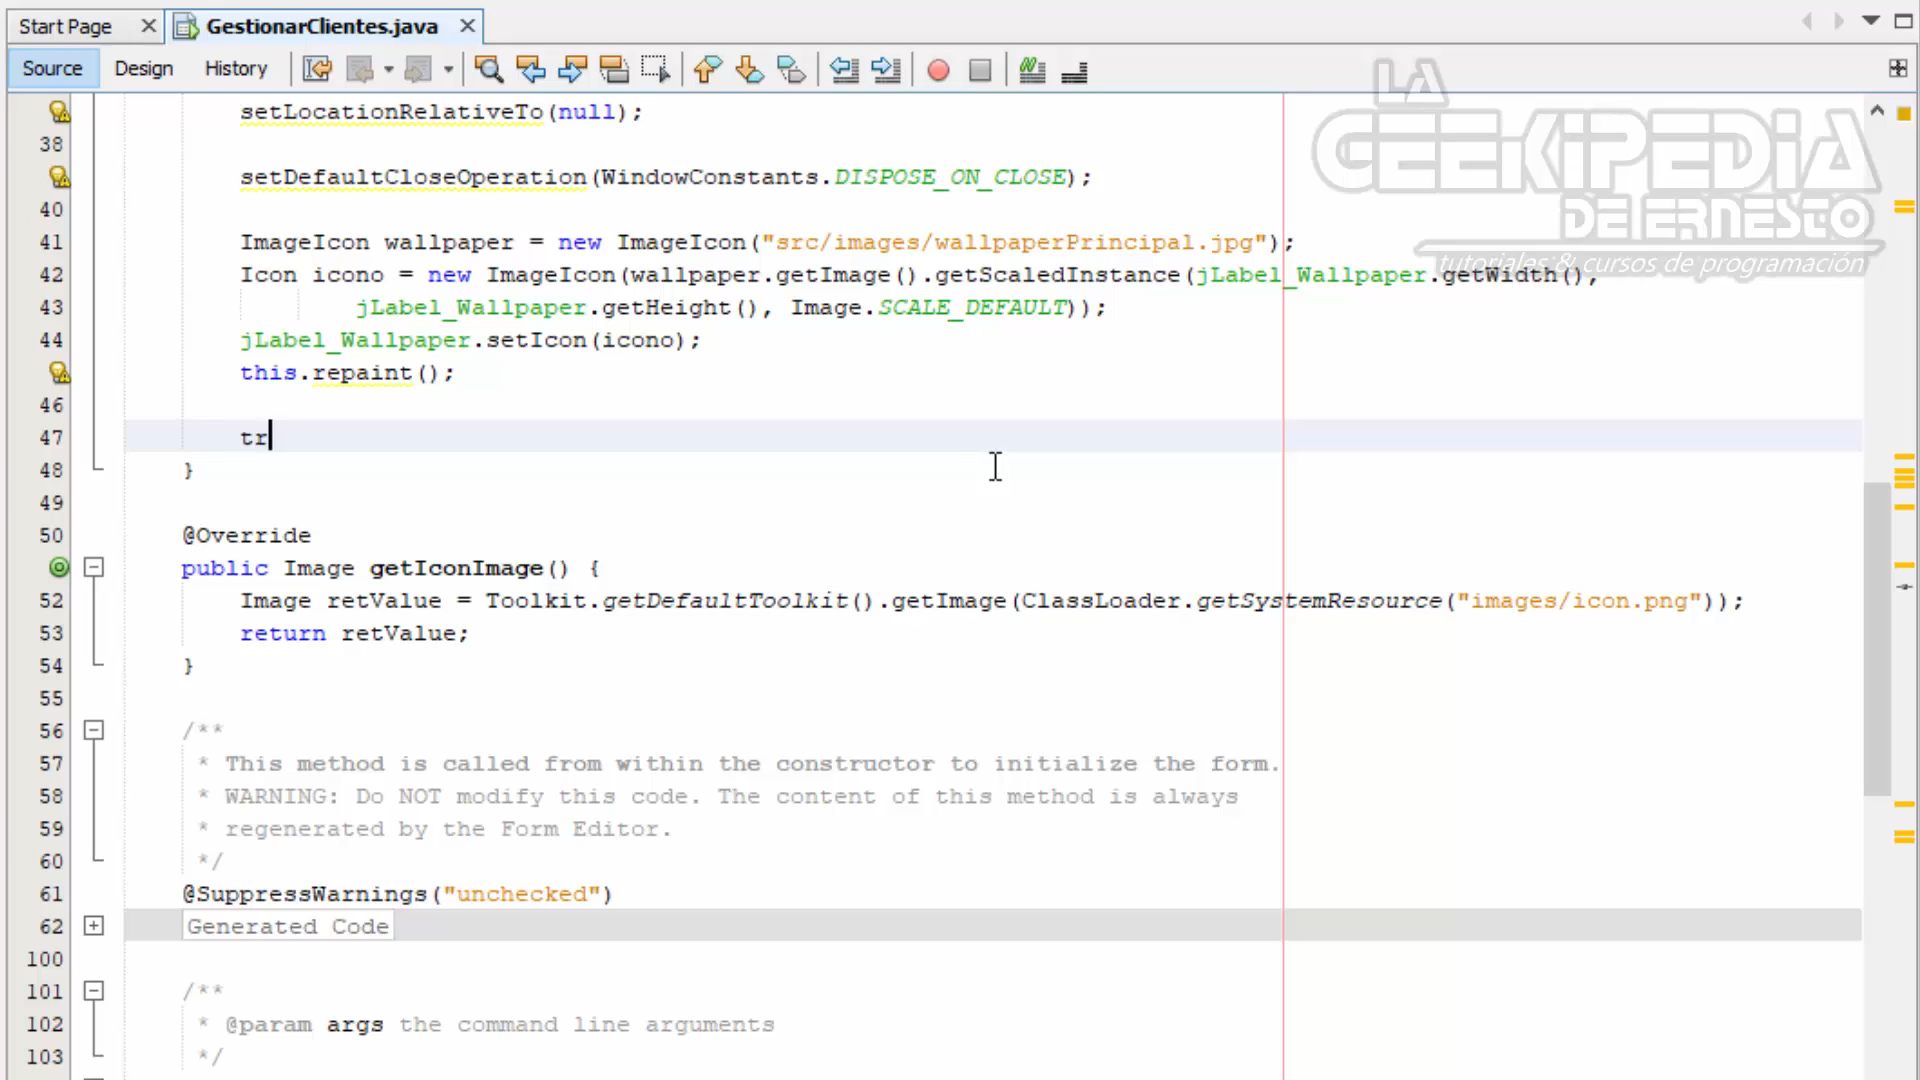 Start Page
GestionarClientes.java
Source Design History
LA
GEEKIPEDIA
DE ERNESTO
tutoriales & cursos de programación
setLocationRelativeTo(null);
38
setDefaultCloseOperation(WindowConstants.DISPOSE_ON_CLOSE);
40
41 ImageIcon wallpaper = new ImageIcon("src/images/wallpaperPrincipal.jpg");
42 Icon icono = new ImageIcon(wallpaper.getImage().getScaledInstance(jLabel_Wallpaper.getWidth(),
43 jLabel_Wallpaper.getHeight(), Image.SCALE_DEFAULT));
44 jLabel_Wallpaper.setIcon(icono);
this.repaint();
46
47 tr
48 }
49
50 @Override
public Image getIconImage() {
52 Image retValue = Toolkit.getDefaultToolkit().getImage(ClassLoader.getSystemResource("images/icon.png"));
53 return retValue;
54 }
55
56 /**
57 * This method is called from within the constructor to initialize the form.
58 * WARNING: Do NOT modify this code. The content of this method is always
59 * regenerated by the Form Editor.
60 */
61 @SuppressWarnings("unchecked")
62 Generated Code
100
101 /**
102 * @param args the command line arguments
103 */